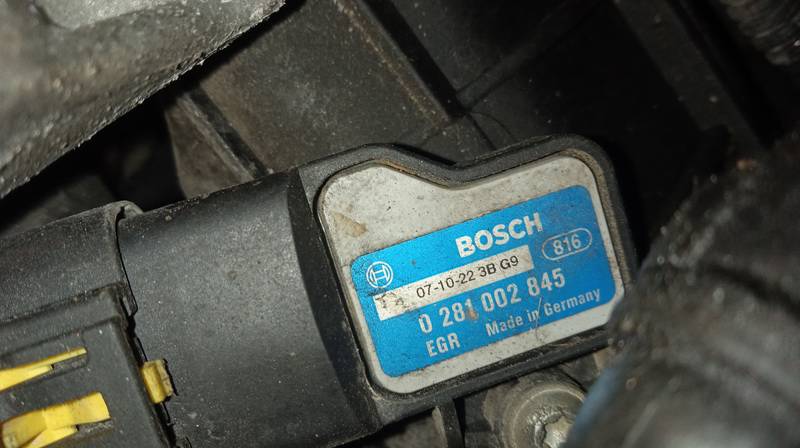 BOSCH
816
07-10-22 3B G9
0 281 002 845
EGR Made in Germany